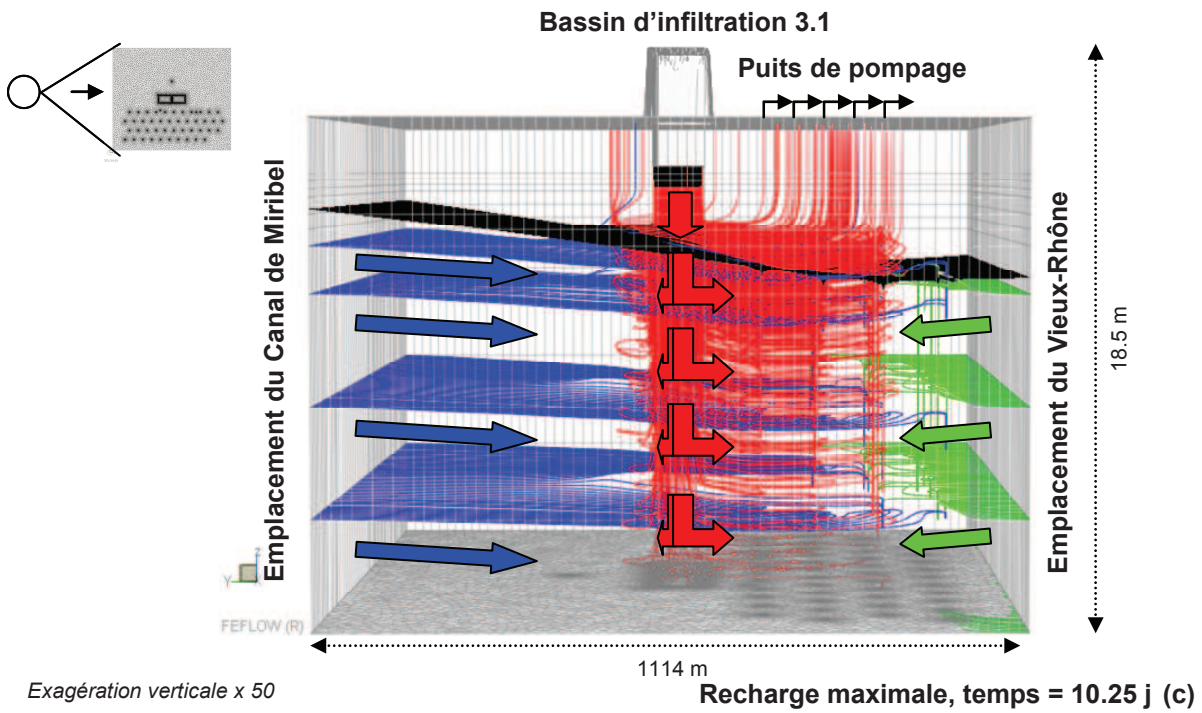 Bassin d'infiltration 3.1
Puits de pompage
Emplacement du Canal de Miribel
Emplacement du Vieux-Rhône
18.5 m
Z
Y
FEFLOW (R)
1114 m
Exagération verticale x 50
Recharge maximale, temps = 10.25 j (c)